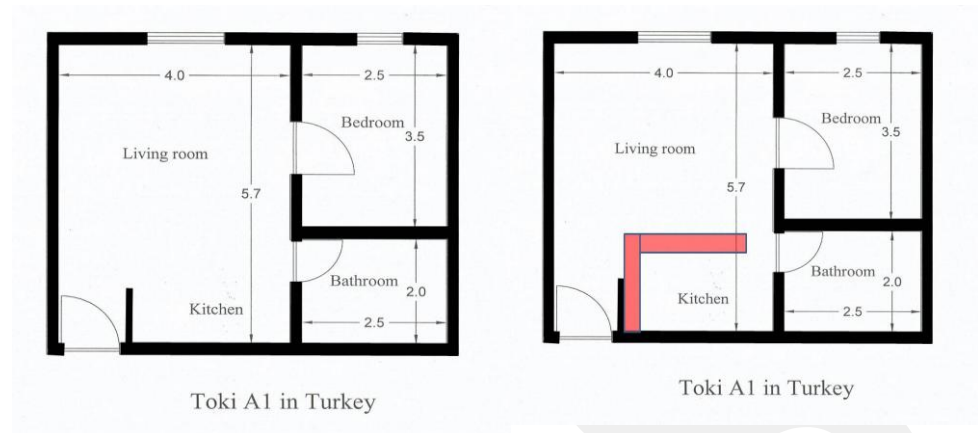 4.0
2.5
Bedroom
3.5
Living room
5.7
Bathroom
2.0
Kitchen
2.5
Toki A1 in Turkey
4.0
2.5
Bedroom
3.5
Living room
5.7
Bathroom
2.0
Kitchen
2.5
Toki A1 in Turkey